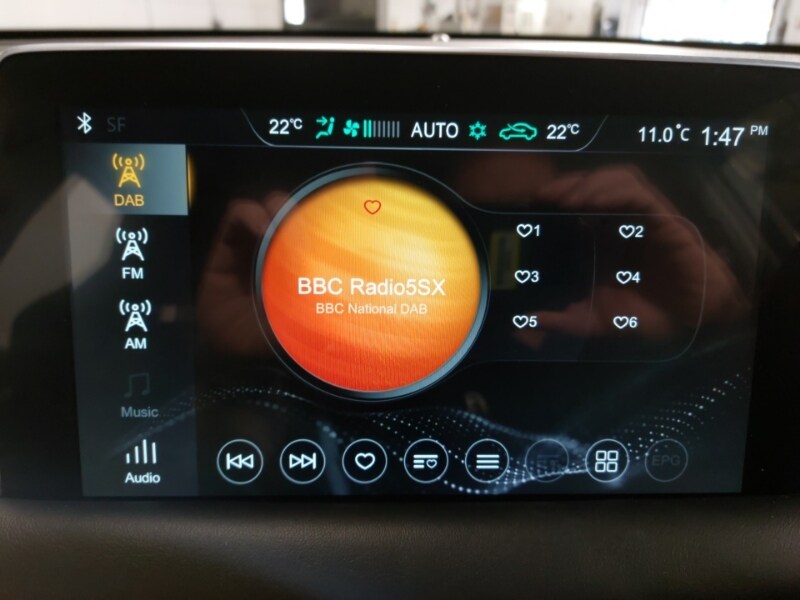 SF
22℃ AUTO 22℃
11.0℃ 1:47 PM
DAB
FM
AM
Music
Audio
BBC Radio5SX
BBC National DAB
1 2
3 4
5 6
EPG